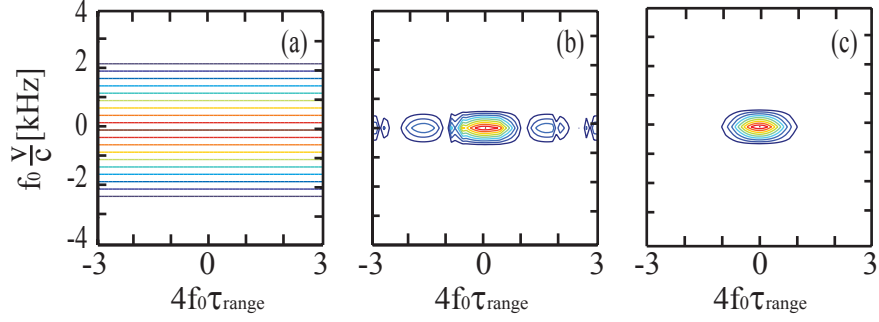 4
2
0
-2
-4
f₀ v/c [kHz]
(a)
(b)
(c)
-3 0 3
-3 0 3
-3 0 3
4f₀τrange
4f₀τrange
4f₀τrange